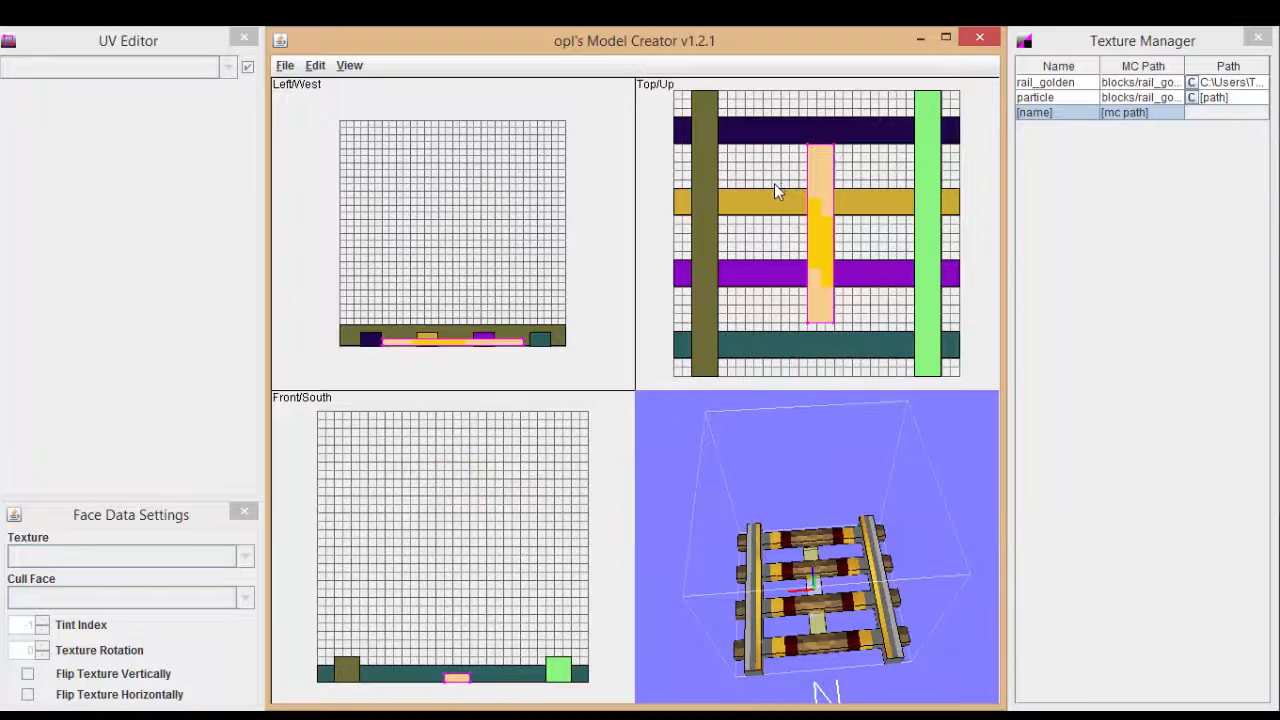 UV Editor
opl's Model Creator v1.2.1
Texture Manager
File Edit View
Name MC Path Path
rail_golden blocks/rail_go... C C:\Users\T...
particle blocks/rail_go... C [path]
[name] [mc path]
Left/West
Top/Up
Front/South
Face Data Settings
Texture
Cull Face
-1 Tint Index
0 Texture Rotation
Flip Texture Vertically
Flip Texture Horizontally
N